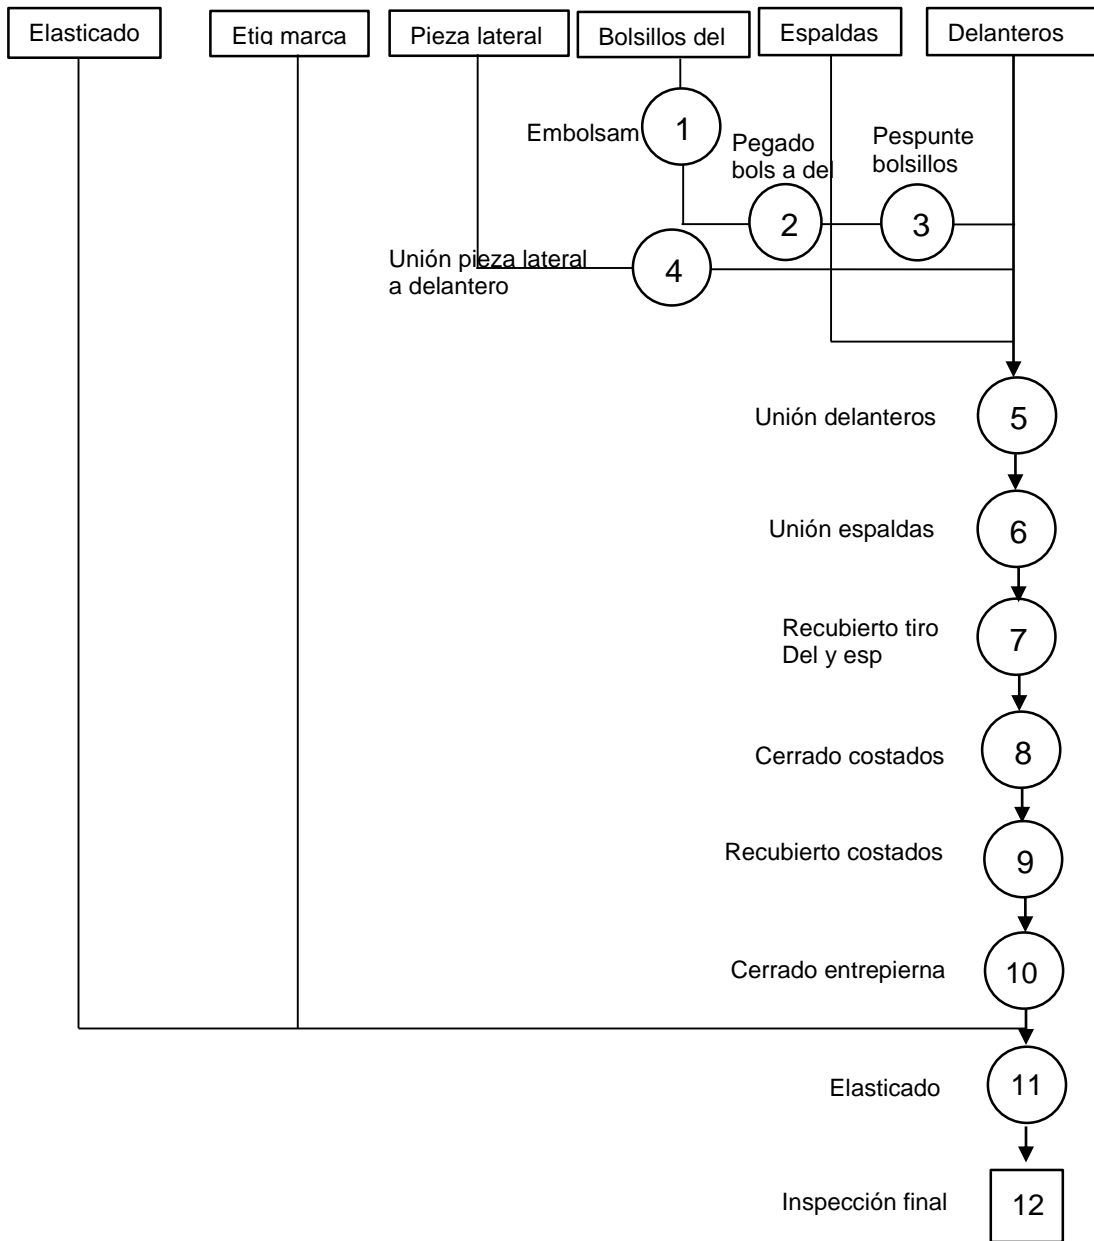 Elasticado
Etiq marca
Pieza lateral
Bolsillos del
Espaldas
Delanteros
Embolsam
1
Pegado
bols a del
Pespunte
bolsillos
2
3
Unión pieza lateral
a delantero
4
Unión delanteros
5
Unión espaldas
6
Recubierto tiro
Del y esp
7
Cerrado costados
8
Recubierto costados
9
Cerrado entrepierna
10
Elasticado
11
Inspección final
12